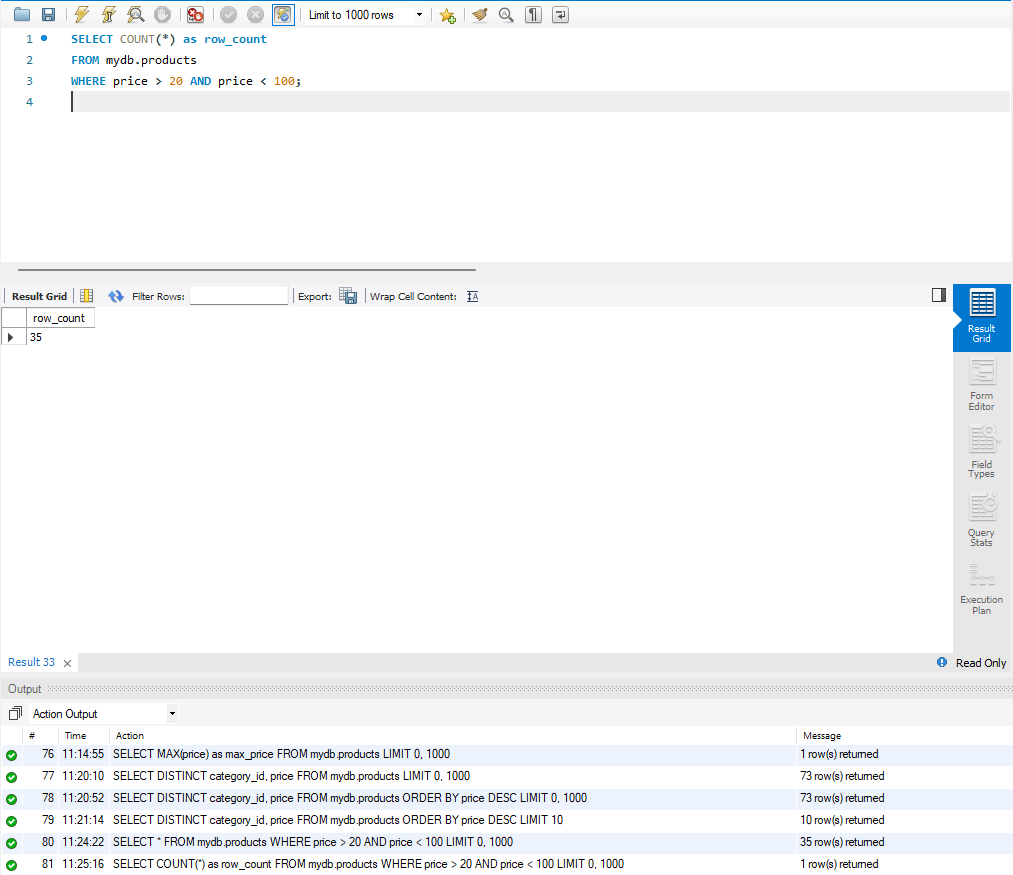 Limit to 1000 rows
1 SELECT COUNT(*) as row_count
2 FROM mydb.products
3 WHERE price > 20 AND price < 100;
4
Result Grid Filter Rows: Export: Wrap Cell Content: IA
row_count
35
Result
Grid
Form
Editor
Field
Types
Query
Stats
Execution
Plan
Result 33 Read Only
Output
Action Output
# Time Action Message
76 11:14:55 SELECT MAX(price) as max_price FROM mydb.products LIMIT 0, 1000 1 row(s) returned
77 11:20:10 SELECT DISTINCT category_id, price FROM mydb.products LIMIT 0, 1000 73 row(s) returned
78 11:20:52 SELECT DISTINCT category_id, price FROM mydb.products ORDER BY price DESC LIMIT 0, 1000 73 row(s) returned
79 11:21:14 SELECT DISTINCT category_id, price FROM mydb.products ORDER BY price DESC LIMIT 10 10 row(s) returned
80 11:24:22 SELECT * FROM mydb.products WHERE price > 20 AND price < 100 LIMIT 0, 1000 35 row(s) returned
81 11:25:16 SELECT COUNT(*) as row_count FROM mydb.products WHERE price > 20 AND price < 100 LIMIT 0, 1000 1 row(s) returned